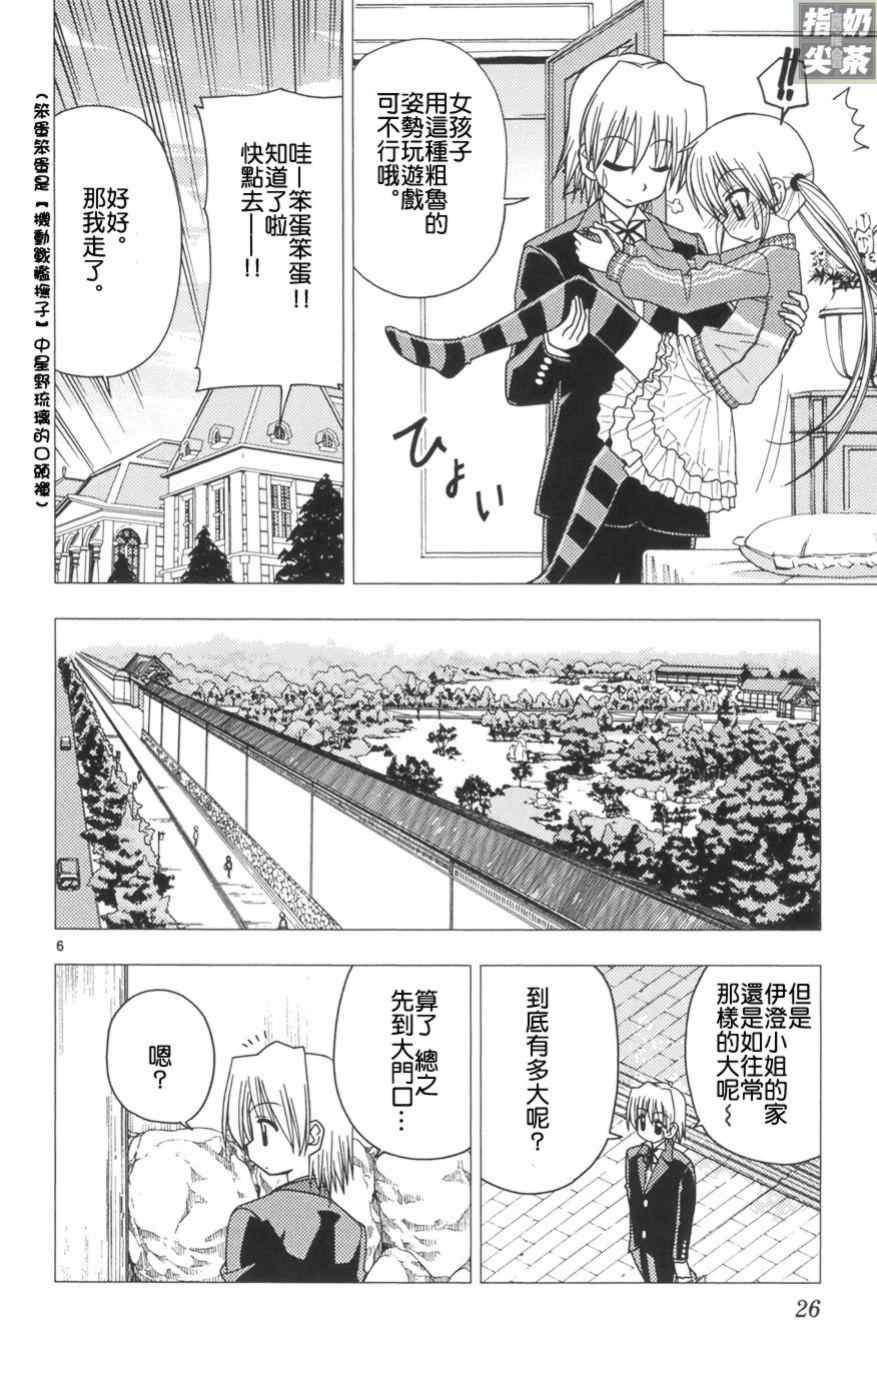 指奶
尖茶
!!
女孩子
用這種粗魯的
姿勢玩遊戲
可不行哦。
ひょい
哇－笨蛋笨蛋!!
知道了啦
快點去──!!
好好。
那我走了。
（笨蛋笨蛋是【機動戰艦撫子】中星野琉璃的口頭禪）
6
但是
伊澄小姐的家
還是如往常
那樣的大呢～
到底有多大呢？
算了 總之
先到大門口…
嗯？
26